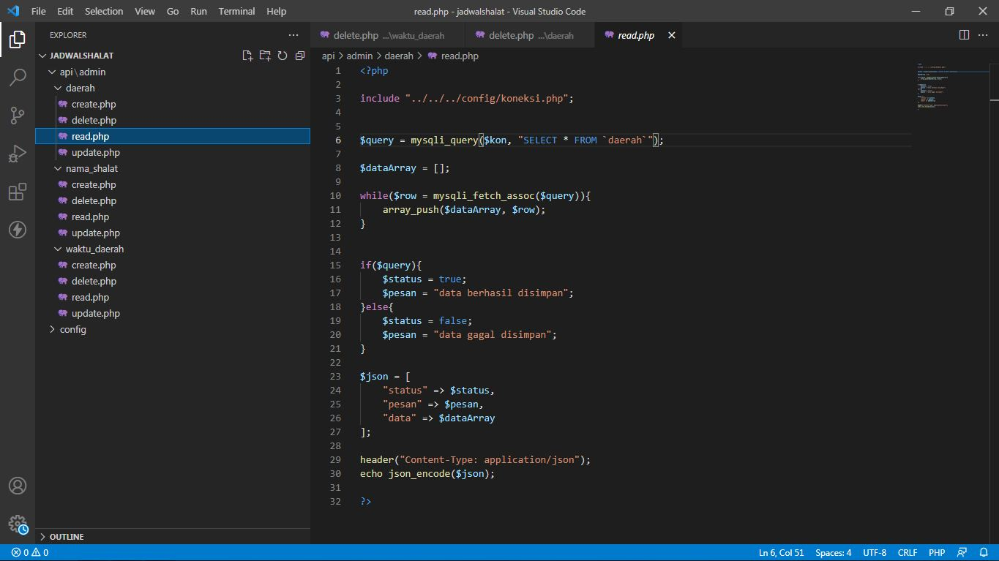 File Edit Selection View Go Run Terminal Help
read.php - jadwalshalat - Visual Studio Code
EXPLORER
JADWALSHALAT
api\admin
daerah
create.php
delete.php
read.php
update.php
nama_shalat
create.php
delete.php
read.php
update.php
waktu_daerah
create.php
delete.php
read.php
update.php
config
OUTLINE
delete.php ...\waktu_daerah delete.php ...\daerah read.php
api > admin > daerah > read.php
1 <?php
2
3 include "../../../config/koneksi.php";
4
5
6 $query = mysqli_query($kon, "SELECT * FROM `daerah`");
7
8 $dataArray = [];
9
10 while($row = mysqli_fetch_assoc($query)){
11 array_push($dataArray, $row);
12 }
13
14
15 if($query){
16 $status = true;
17 $pesan = "data berhasil disimpan";
18 }else{
19 $status = false;
20 $pesan = "data gagal disimpan";
21 }
22
23 $json = [
24 "status" => $status,
25 "pesan" => $pesan,
26 "data" => $dataArray
27 ];
28
29 header("Content-Type: application/json");
30 echo json_encode($json);
31
32 ?>
0 0
Ln 6, Col 51 Spaces: 4 UTF-8 CRLF PHP